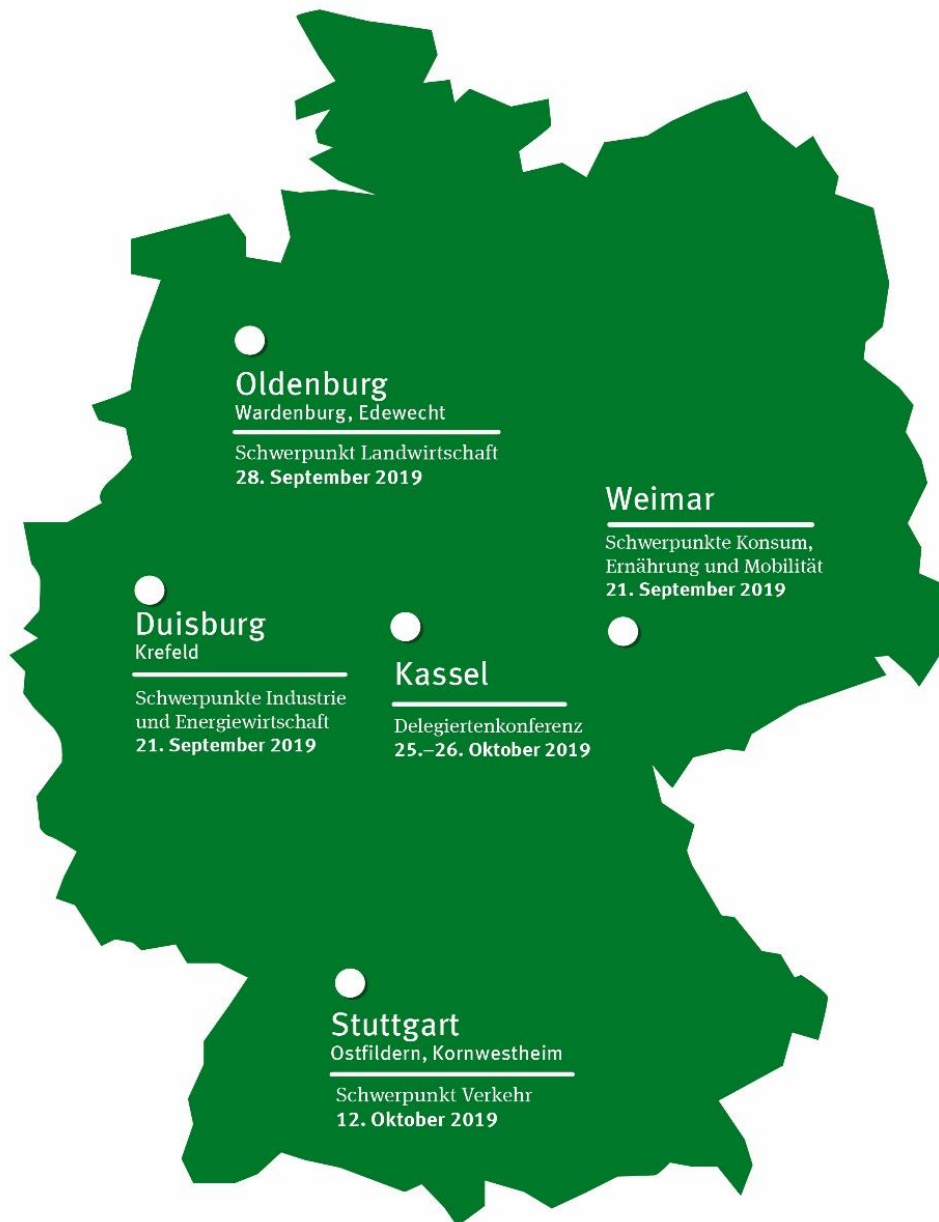 Oldenburg
Wardenburg, Edewecht
Schwerpunkt Landwirtschaft
28. September 2019
Weimar
Schwerpunkte Konsum,
Ernährung und Mobilität
21. September 2019
Duisburg
Krefeld
Schwerpunkte Industrie
und Energiewirtschaft
21. September 2019
Kassel
Delegiertenkonferenz
25.–26. Oktober 2019
Stuttgart
Ostfildern, Kornwestheim
Schwerpunkt Verkehr
12. Oktober 2019